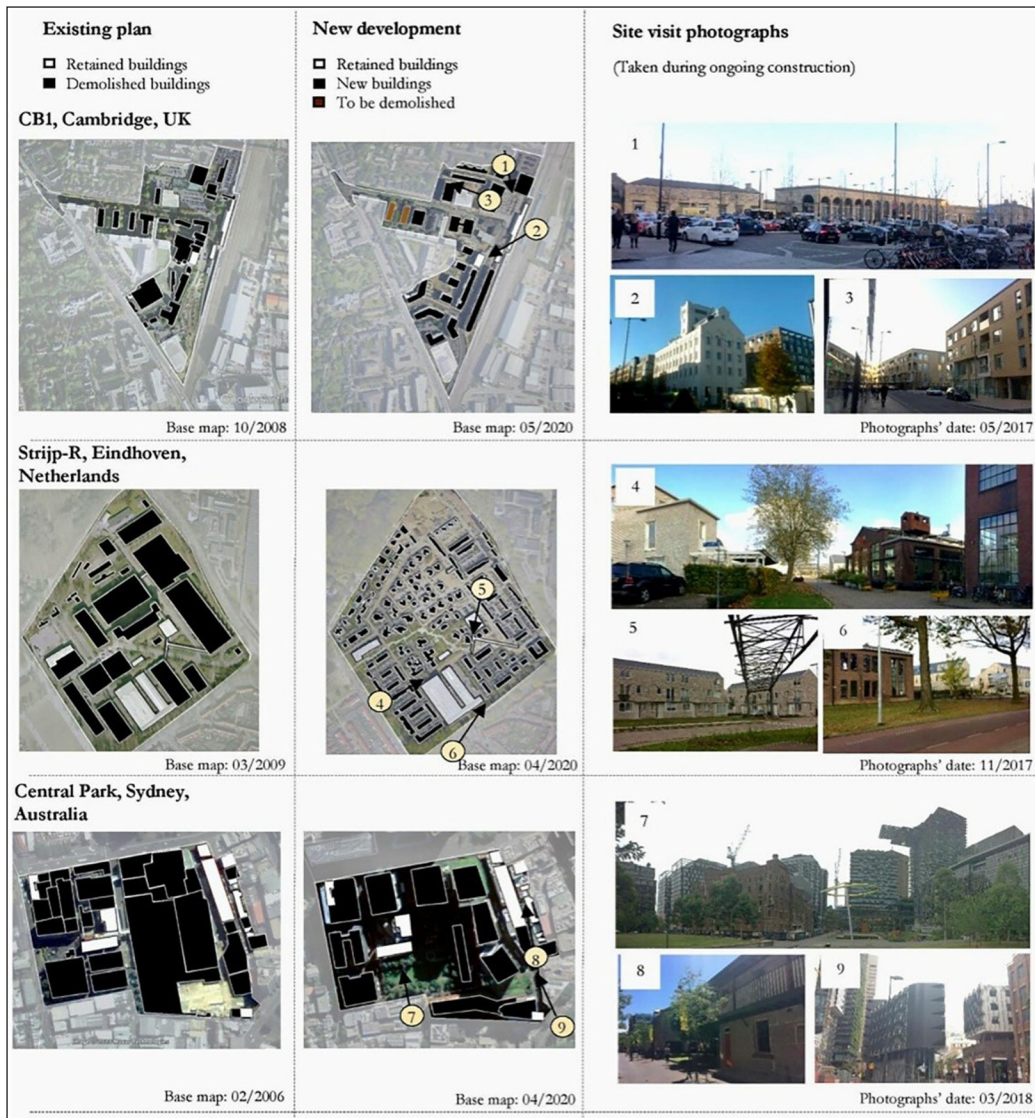 Existing plan
Retained buildings
Demolished buildings
New development
Retained buildings
New buildings
To be demolished
Site visit photographs
(Taken during ongoing construction)
CB1, Cambridge, UK
1
3
2
1
2
3
Base map: 10/2008
Base map: 05/2020
Photographs' date: 05/2017
Strijp-R, Eindhoven,
Netherlands
5
4
6
4
5
6
Base map: 03/2009
Base map: 04/2020
Photographs' date: 11/2017
Central Park, Sydney,
Australia
8
7
9
7
8
9
Base map: 02/2006
Base map: 04/2020
Photographs' date: 03/2018